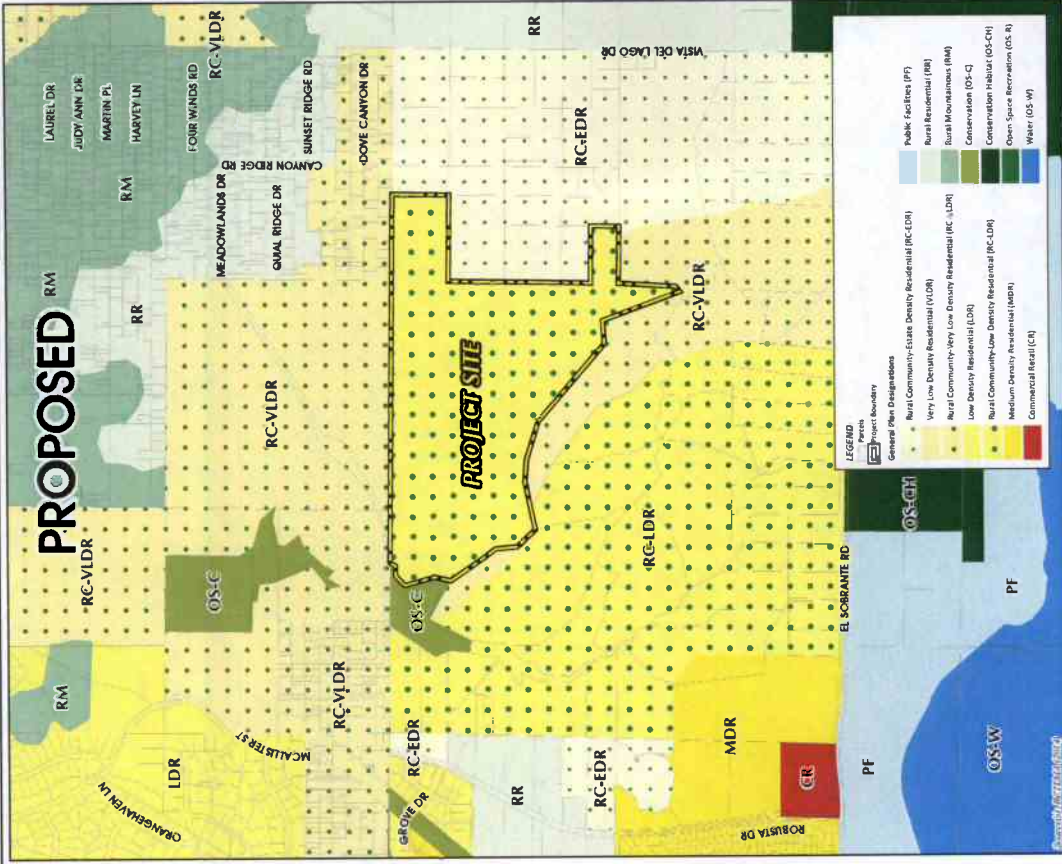 PROPOSED
RM
RM
RR
LAUREL DR
JUDY ANN DR
MARTIN PL
HARVEY LN
FOUR WINDS RD
RC-VLDR
RR
VISTA DEL LAGO DR
CANYON RIDGE RD
SUNSET RIDGE RD
MEADOWLANDS DR
QUAL RIDGE DR
DOVE CANYON DR
RC-VLDR
RM
OS-C
RC-VLDR
RC-EDR
ORANGEHAVEN LN
LDR
MCALLISTER ST
RC-VLDR
OS-C
PROJECT SITE
GROVE DR
RC-EDR
RR
RC-EDR
RC-LDR
RC-VLDR
MDR
CR
ROBUSTA DR
EL SOBRANTE RD
PF
OS-W
PF
OS-CH
LEGEND
Parcels
Project Boundary
General Plan Designations
Rural Community-Estate Density Residential (RC-EDR)
Very Low Density Residential (VLDR)
Rural Community-Very Low Density Residential (RC-VLDR)
Low Density Residential (LDR)
Rural Community-Low Density Residential (RC-LDR)
Medium Density Residential (MDR)
Commercial Retail (CR)
Public Facilities (PF)
Rural Residential (RR)
Rural Mountainous (RM)
Conservation (OS-C)
Conservation Habitat (OS-CH)
Open Space Recreation (OS-R)
Water (OS-W)